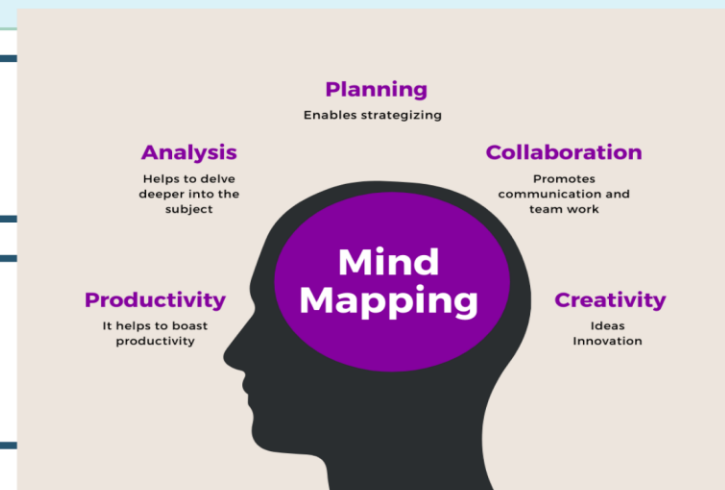 Planning
Enables strategizing
Analysis
Helps to delve
deeper into the
subject
Collaboration
Promotes
communication and
team work
Mind
Mapping
Productivity
It helps to boast
productivity
Creativity
Ideas
Innovation